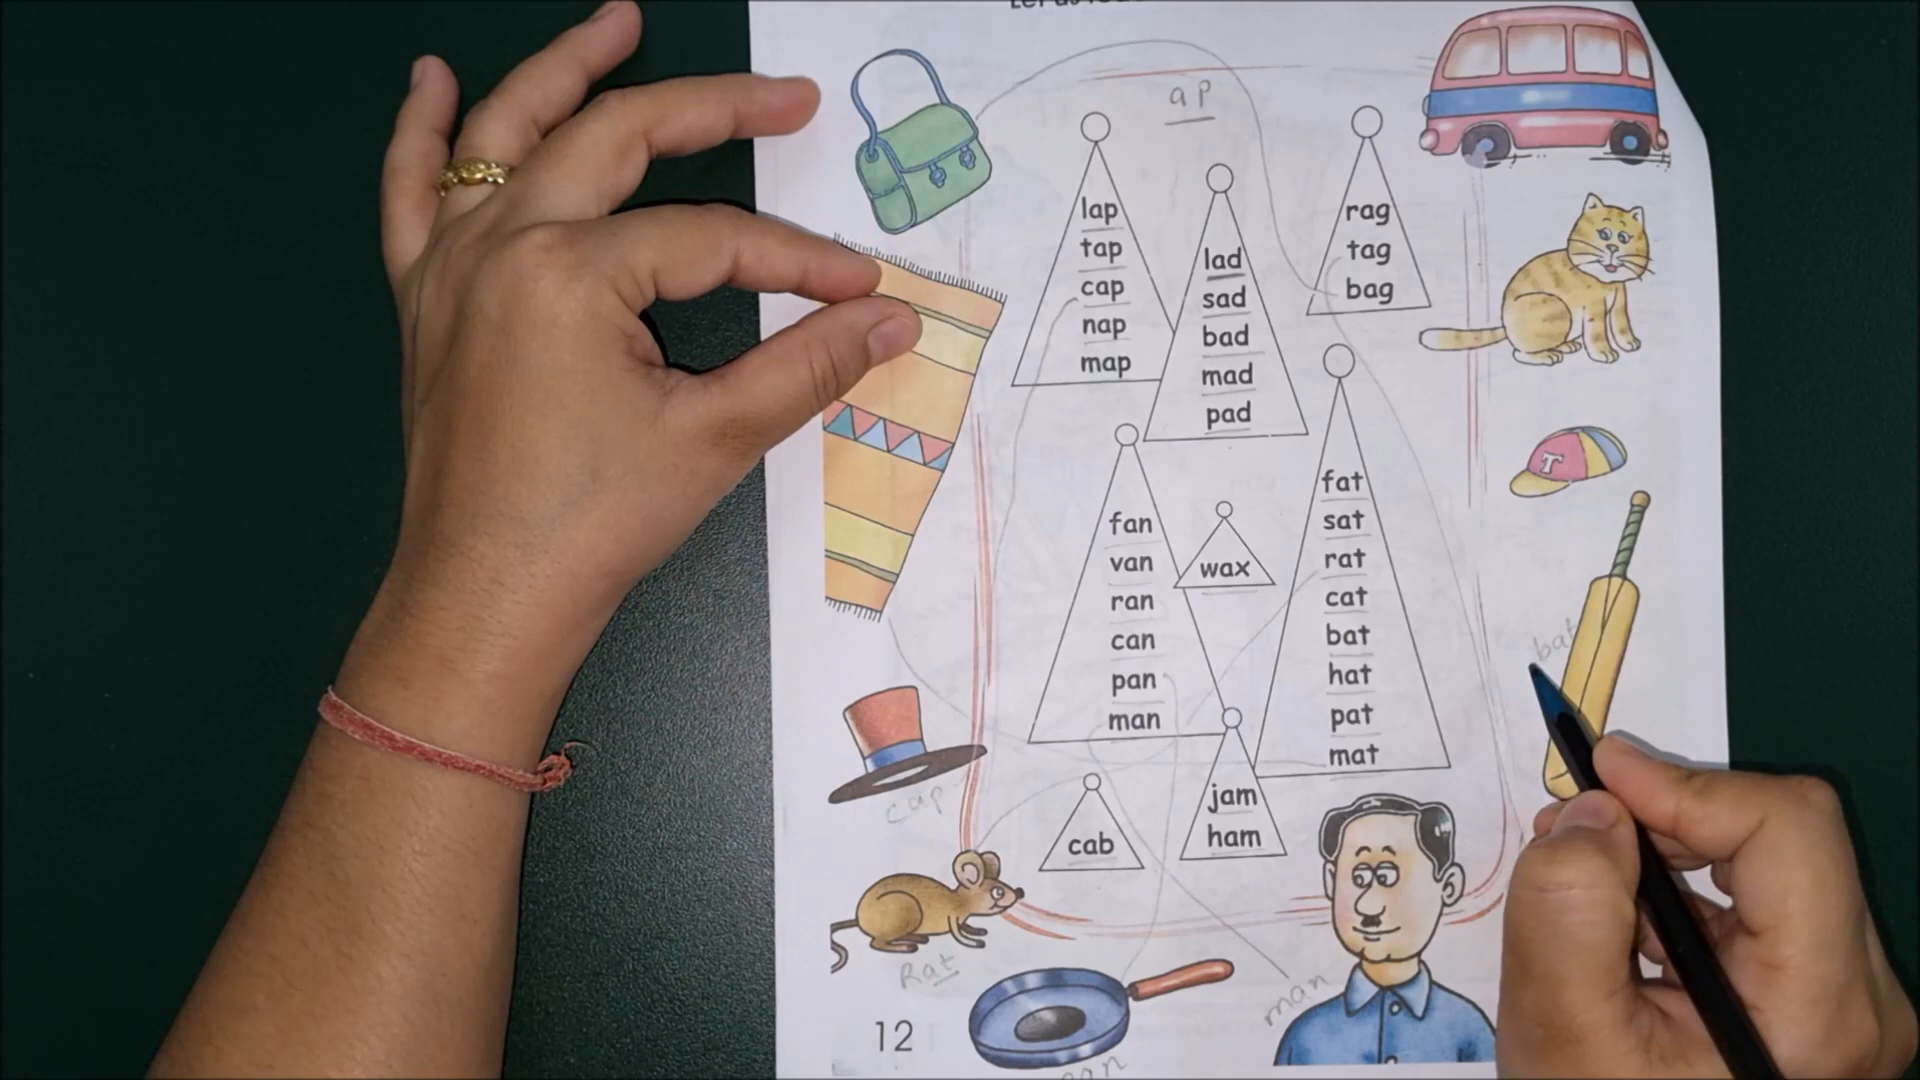 ap
lap
tap
cap
nap
map
lad
sad
bad
mad
pad
rag
tag
bag
fan
van
ran
can
pan
man
wax
fat
sat
rat
cat
bat
hat
pat
mat
cab
jam
ham
T
bat
cap
Rat
man
12